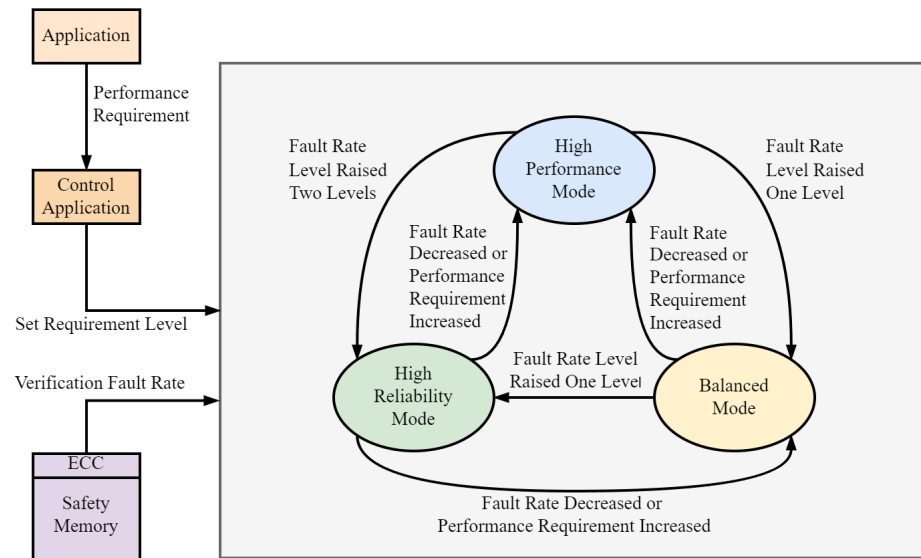 Application
Performance
Requirement
Control
Application
Set Requirement Level
Verification Fault Rate
ECC
Safety
Memory
High
Performance
Mode
Fault Rate
Level Raised
Two Levels
Fault Rate
Level Raised
One Level
Fault Rate
Decreased or
Performance
Requirement
Increased
Fault Rate
Decreased or
Performance
Requirement
Increased
High
Reliability
Mode
Fault Rate Level
Raised One Level
Balanced
Mode
Fault Rate Decreased or
Performance Requirement Increased